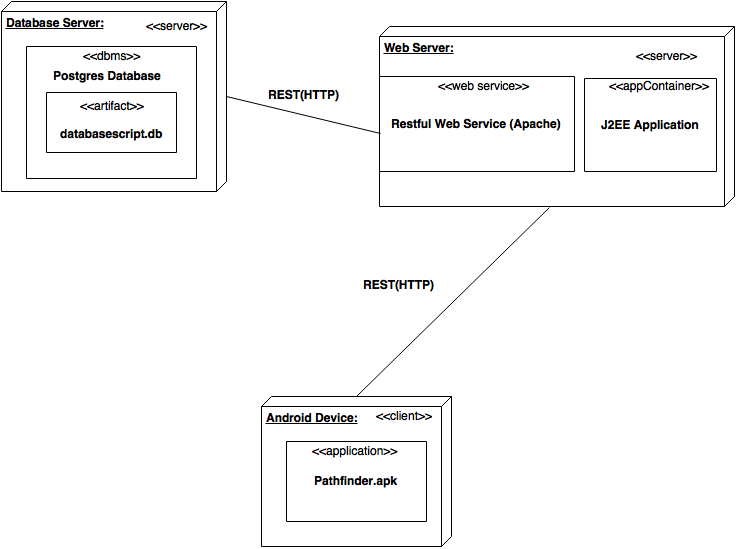 Database Server:
<<server>>
<<dbms>>
Postgres Database
<<artifact>>
databasescript.db
REST(HTTP)
Web Server:
<<server>>
<<web service>>
Restful Web Service (Apache)
<<appContainer>>
J2EE Application
REST(HTTP)
Android Device:
<<client>>
<<application>>
Pathfinder.apk